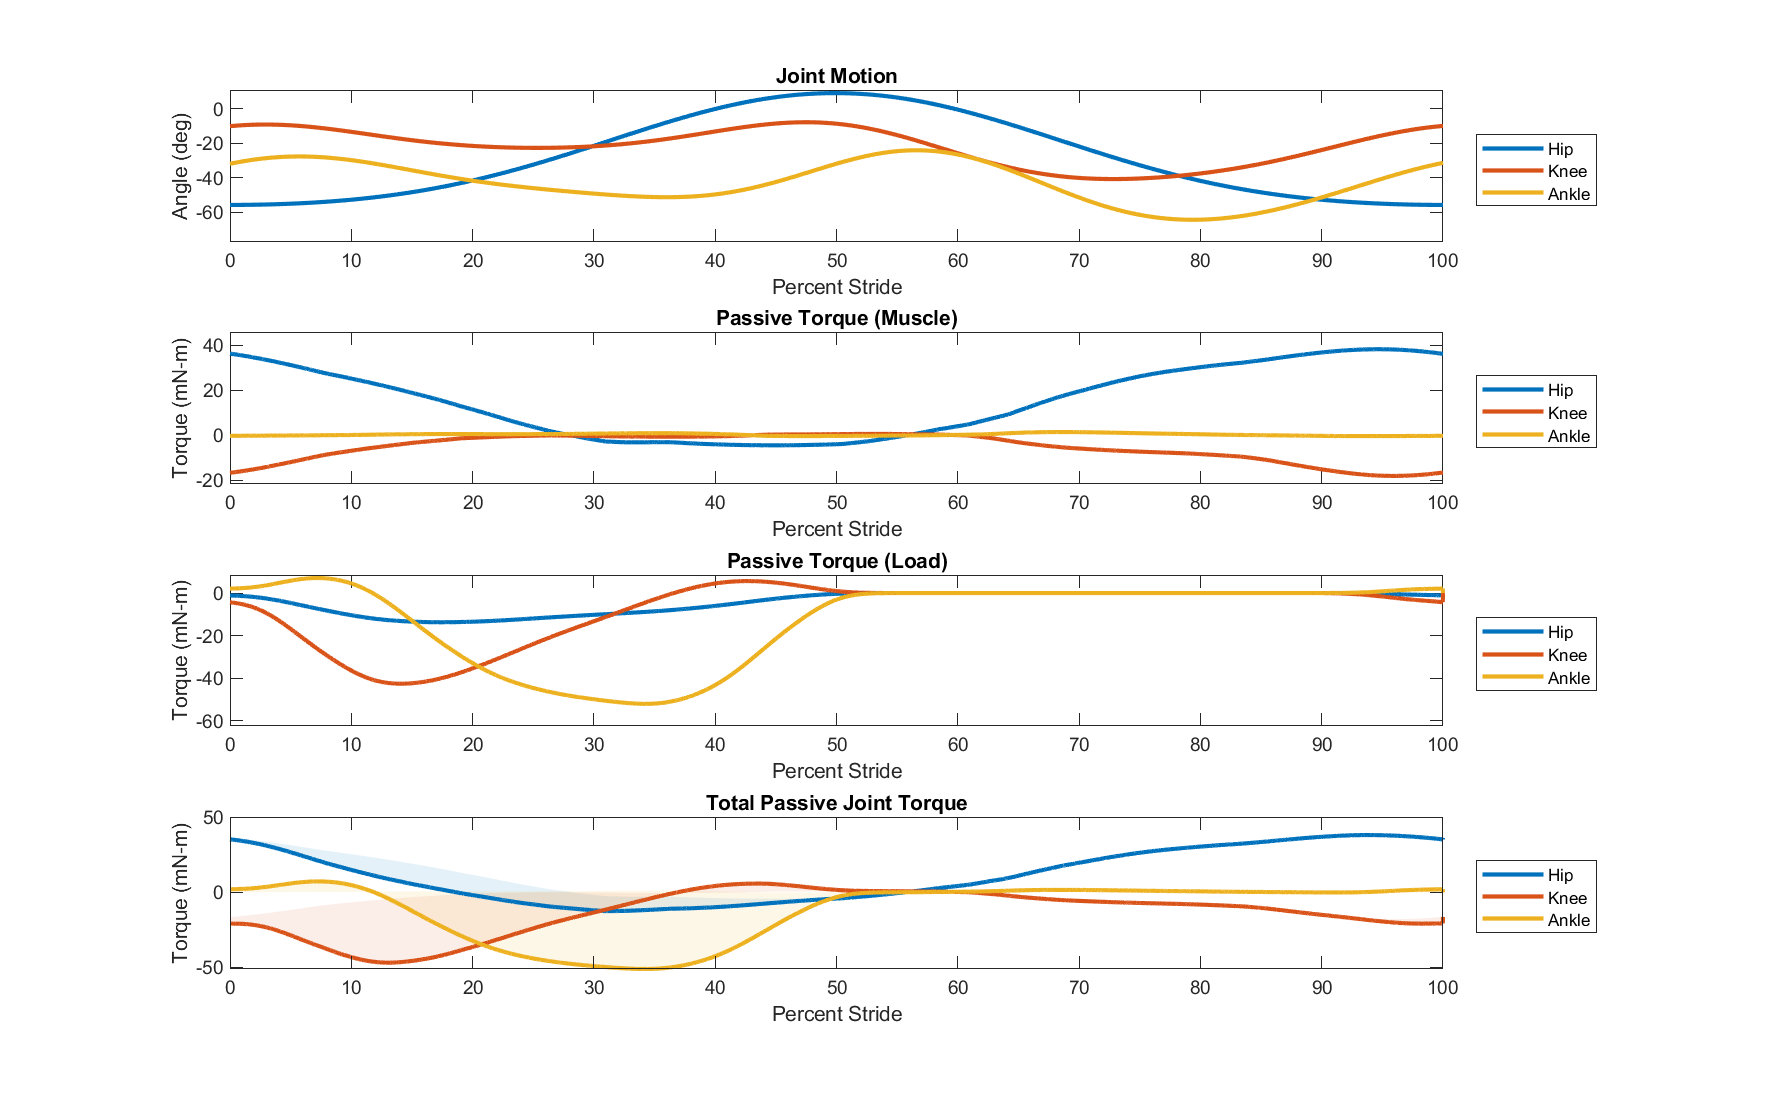 Joint Motion
Angle (deg)
0
-20
-40
-60
0 10 20 30 40 50 60 70 80 90 100
Percent Stride
Hip
Knee
Ankle
Passive Torque (Muscle)
Torque (mN-m)
40
20
0
-20
0 10 20 30 40 50 60 70 80 90 100
Percent Stride
Hip
Knee
Ankle
Passive Torque (Load)
Torque (mN-m)
0
-20
-40
-60
0 10 20 30 40 50 60 70 80 90 100
Percent Stride
Hip
Knee
Ankle
Total Passive Joint Torque
Torque (mN-m)
50
0
-50
0 10 20 30 40 50 60 70 80 90 100
Percent Stride
Hip
Knee
Ankle